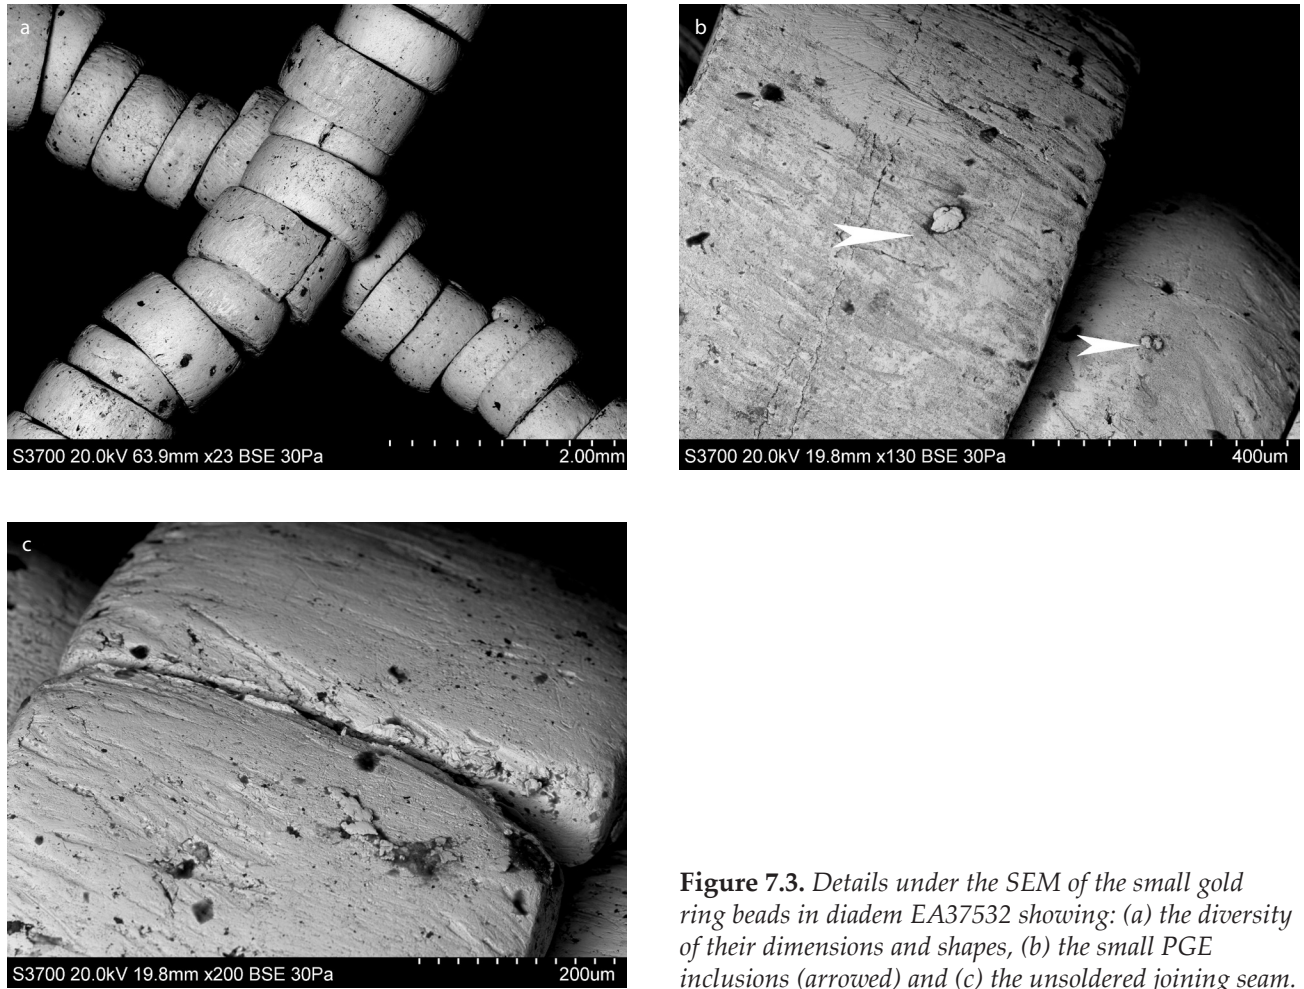 a
S3700 20.0kV 63.9mm x23 BSE 30Pa 2.00mm
b
S3700 20.0kV 19.8mm x130 BSE 30Pa 400um
c
S3700 20.0kV 19.8mm x200 BSE 30Pa 200um
Figure 7.3. Details under the SEM of the small gold
ring beads in diadem EA37532 showing: (a) the diversity
of their dimensions and shapes, (b) the small PGE
inclusions (arrowed) and (c) the unsoldered joining seam.